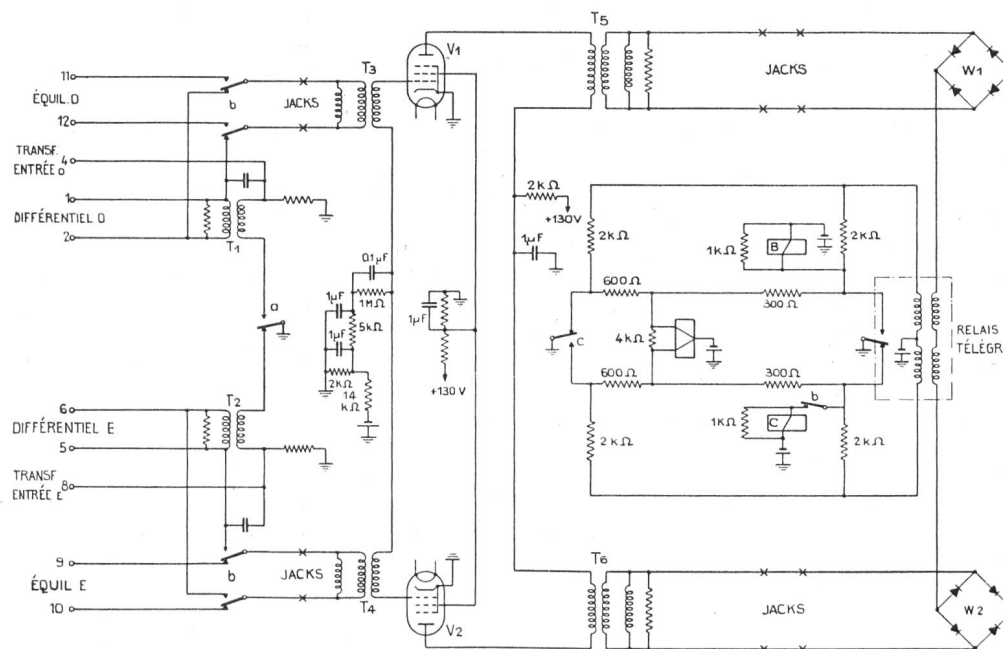 T5
V1
T3
11
ÉQUIL. D
b
JACKS
JACKS
W1
12
TRANSF.
ENTRÉE D
4
1
DIFFÉRENTIEL D
2
T1
2KΩ
+130V
1µF
2KΩ
1KΩ
B
2KΩ
0.1µF
1µF
1MΩ
5KΩ
1µF
2KΩ
14
KΩ
1µF
+130V
a
600Ω
300Ω
C
4KΩ
600Ω
300Ω
RELAIS
TÉLÉGR
6
DIFFÉRENTIEL E
5
T2
2KΩ
1KΩ
C
b
2KΩ
TRANSF.
ENTRÉE E
8
9
ÉQUIL E
10
b
JACKS
T4
V2
T6
JACKS
W2